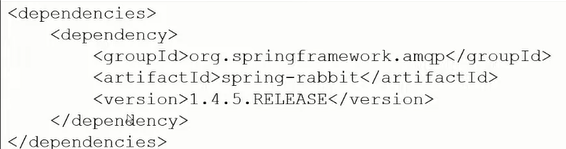 <dependencies>
    <dependency>
        <groupId>org.springframework.amqp</groupId>
        <artifactId>spring-rabbit</artifactId>
        <version>1.4.5.RELEASE</version>
    </dependency>
</dependencies>